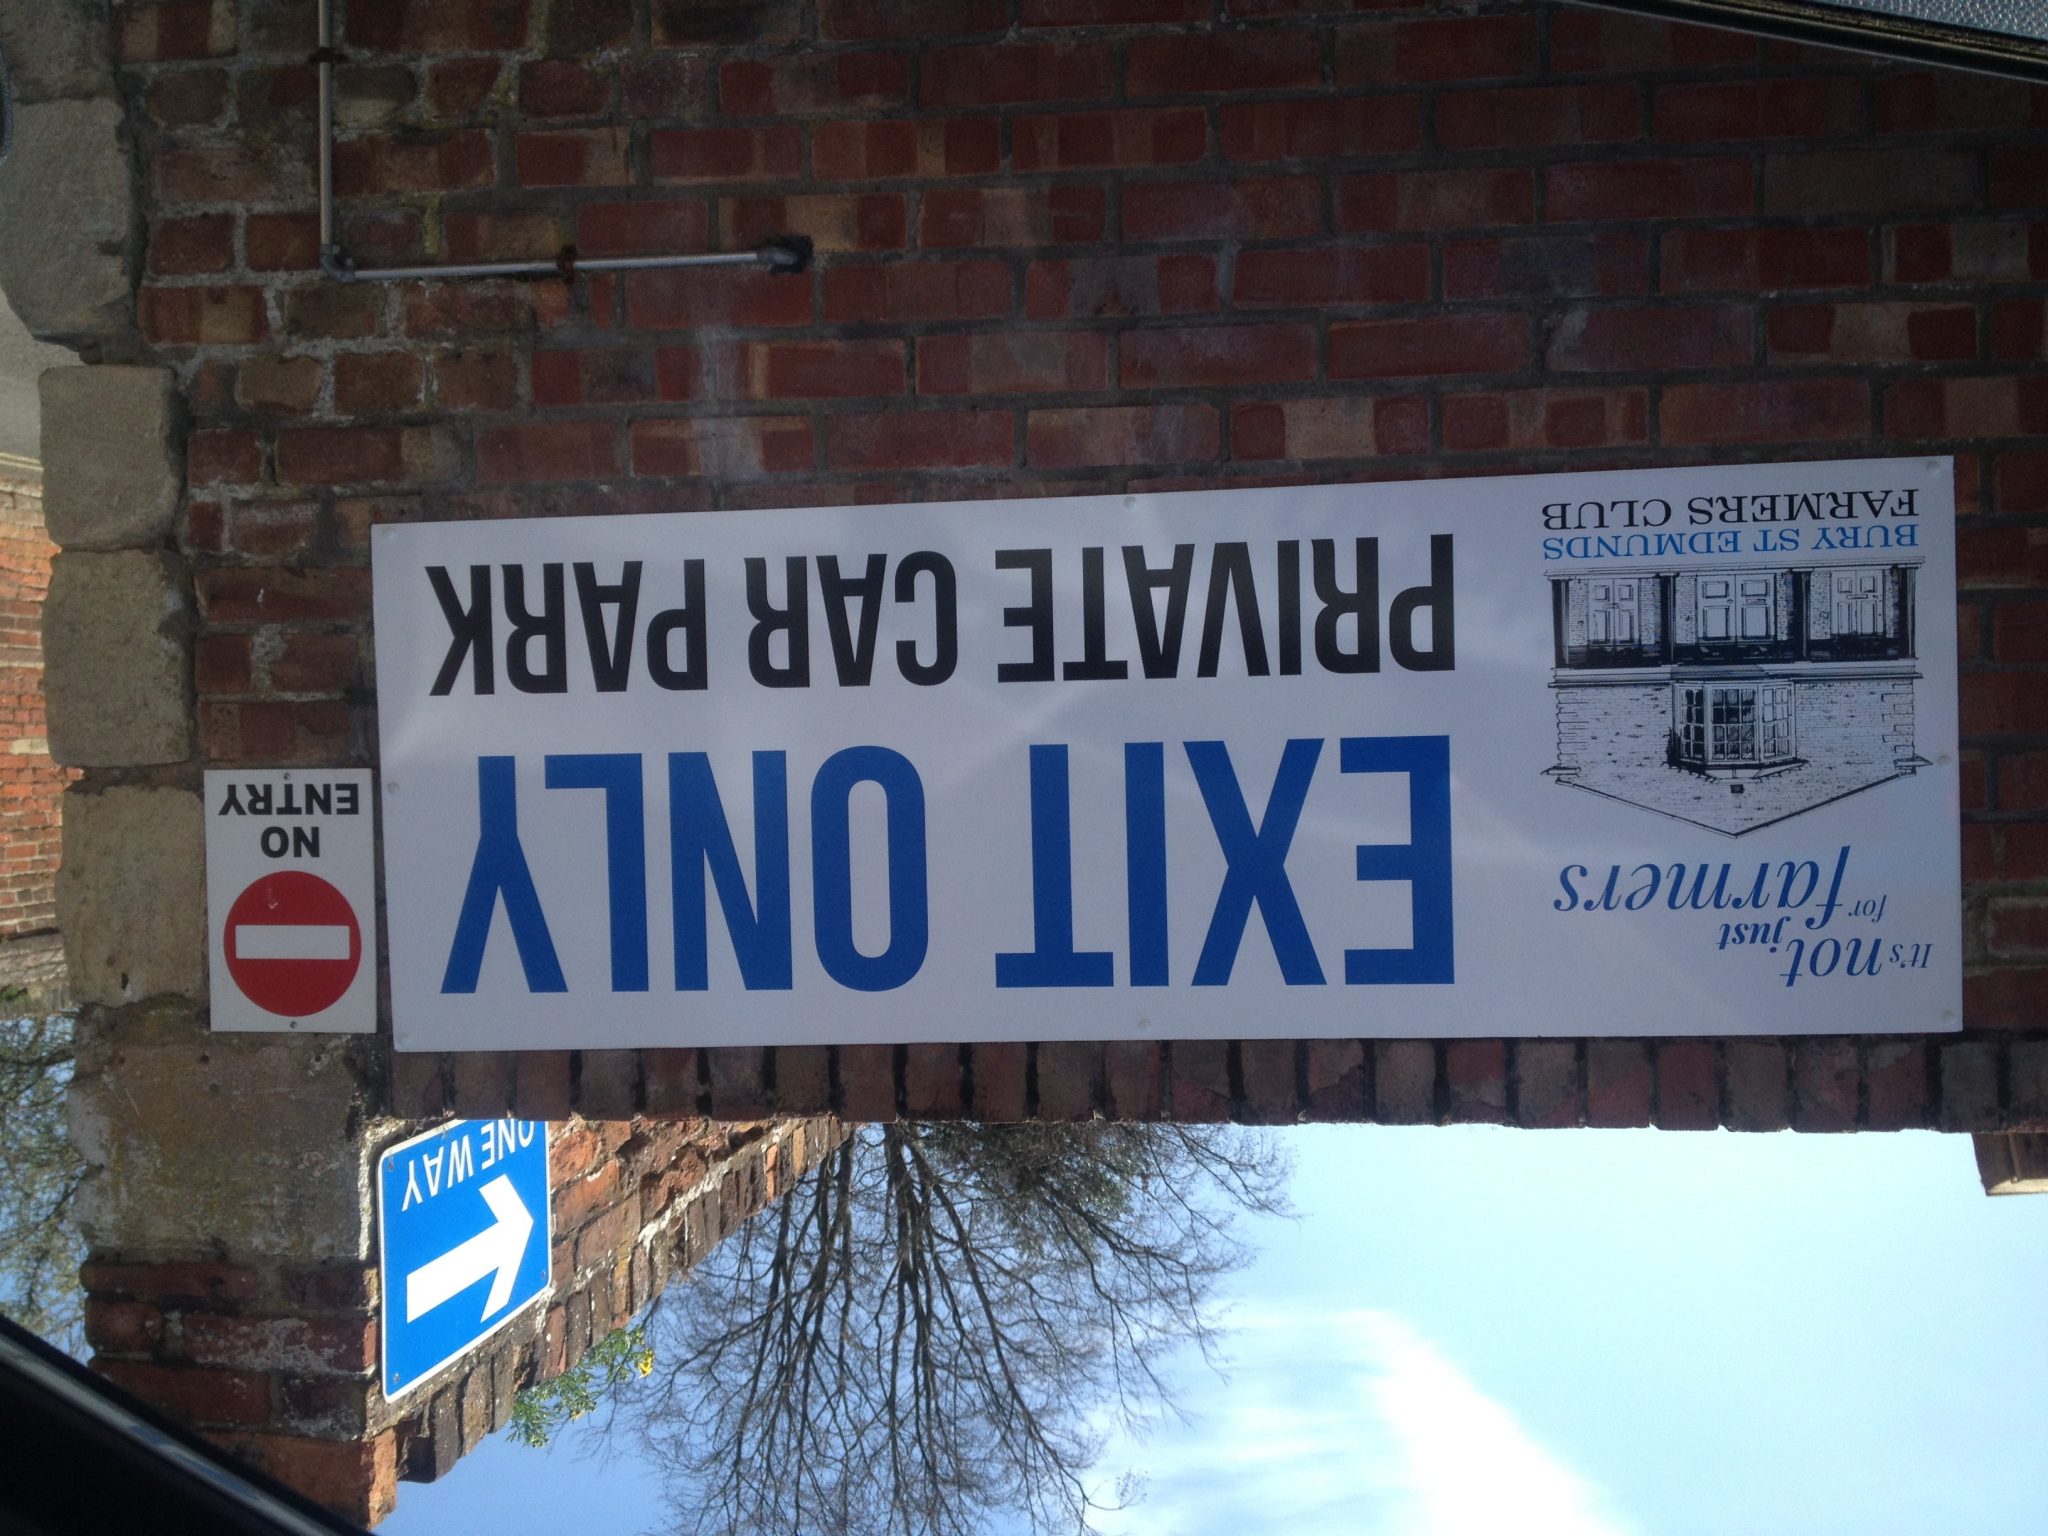 It's not just
for farmers
BURY ST EDMUNDS
FARMERS CLUB
EXIT ONLY
PRIVATE CAR PARK
NO
ENTRY
ONE WAY